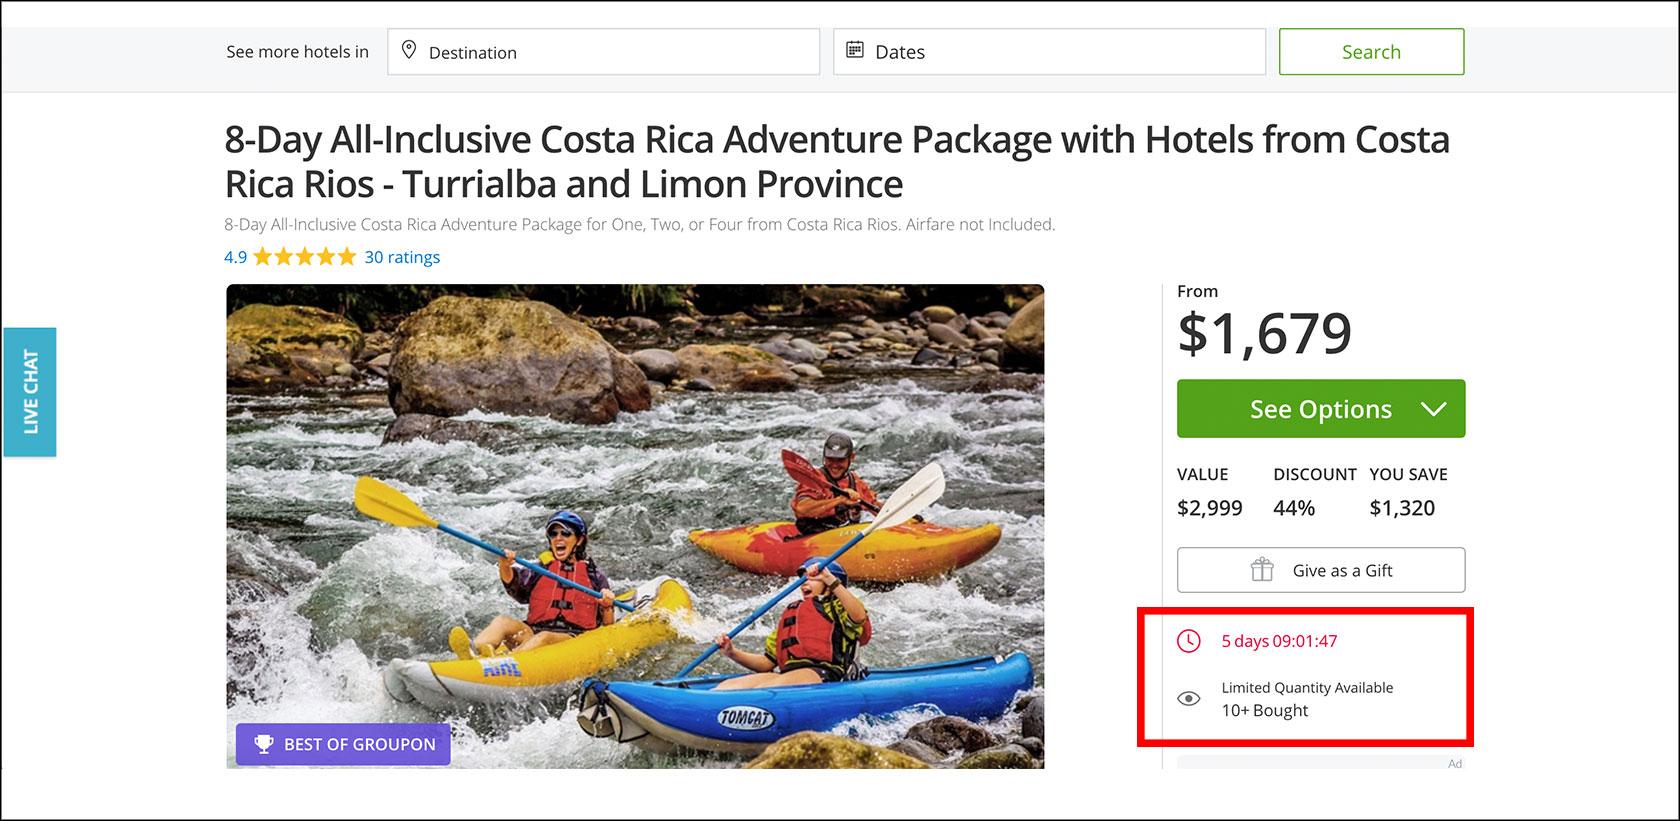 See more hotels in
Destination
Dates
Search
8-Day All-Inclusive Costa Rica Adventure Package with Hotels from Costa
Rica Rios - Turrialba and Limon Province
8-Day All-Inclusive Costa Rica Adventure Package for One, Two, or Four from Costa Rica Rios. Airfare not Included.
4.9 30 ratings
LIVE CHAT
From
$1,679
See Options
VALUE DISCOUNT YOU SAVE
$2,999 44% $1,320
Give as a Gift
5 days 09:01:47
Limited Quantity Available
10+ Bought
TOMCAT
BEST OF GROUPON
Ad